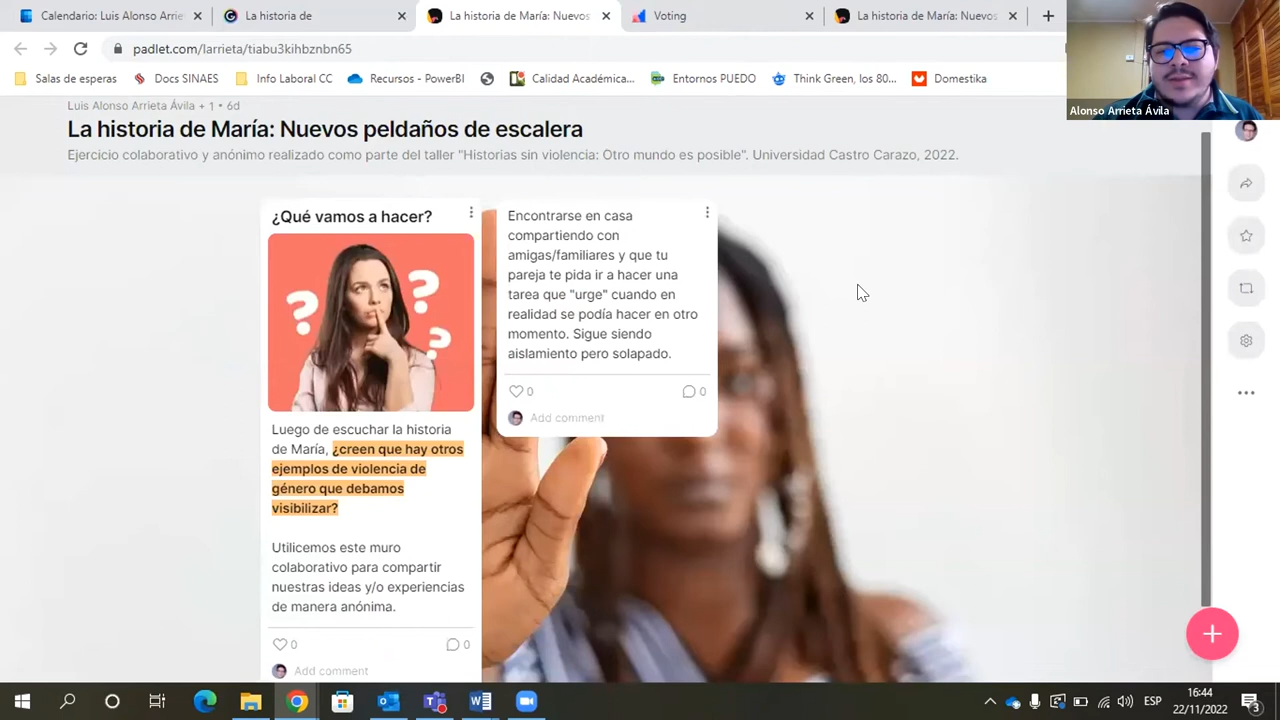 Calendario: Luis Alonso Arrie
La historia de
La historia de María: Nuevos
Voting
La historia de María: Nuevos
padlet.com/larrieta/tiabu3kihbznbn65
Salas de esperas
Docs SINAES
Info Laboral CC
Recursos - PowerBI
Calidad Académica...
Entornos PUEDO
Think Green, los 80...
Domestika
Alonso Arrieta Ávila
Luis Alonso Arrieta Ávila + 1 • 6d
La historia de María: Nuevos peldaños de escalera
Ejercicio colaborativo y anónimo realizado como parte del taller "Historias sin violencia: Otro mundo es posible". Universidad Castro Carazo, 2022.
¿Qué vamos a hacer?
Luego de escuchar la historia
de María, ¿creen que hay otros
ejemplos de violencia de
género que debamos
visibilizar?
Utilicemos este muro
colaborativo para compartir
nuestras ideas y/o experiencias
de manera anónima.
0
0
Add comment
Encontrarse en casa
compartiendo con
amigas/familiares y que tu
pareja te pida ir a hacer una
tarea que "urge" cuando en
realidad se podía hacer en otro
momento. Sigue siendo
aislamiento pero solapado.
0
0
Add comment
ESP
16:44
22/11/2022
3